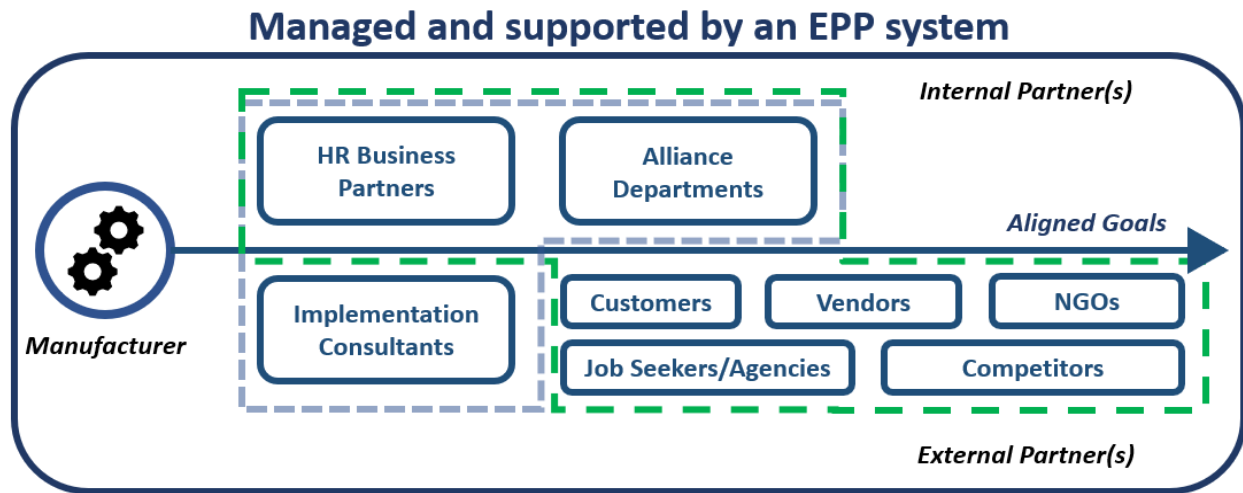 Managed and supported by an EPP system
Internal Partner(s)
HR Business
Partners
Alliance
Departments
Aligned Goals
Manufacturer
Implementation
Consultants
Customers
Vendors
NGOs
Job Seekers/Agencies
Competitors
External Partner(s)